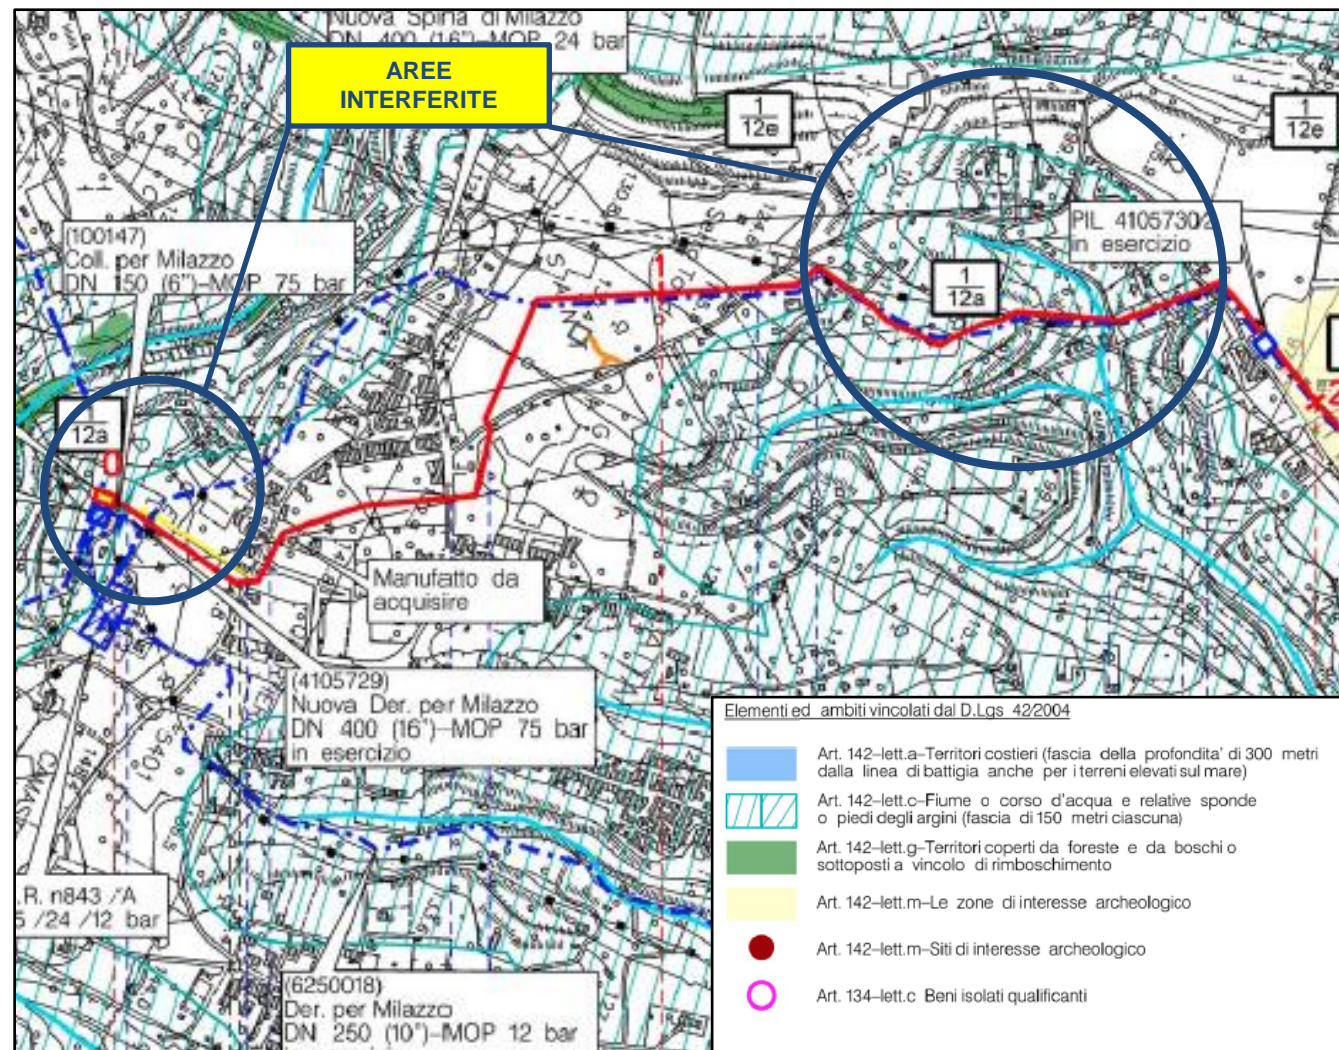 Nuova Spina di Milazzo
DN 400 (16")–MOP 24 bar
AREE
INTERFERITE
1
12e
1
12e
(100147)
Coll. per Milazzo
DN 150 (6")–MOP 75 bar
PIL 4105730/2
in esercizio
1
12a
12a
Manufatto da
acquisire
(4105729)
Nuova Der. per Milazzo
DN 400 (16")–MOP 75 bar
in esercizio
.R. n843 /A
5 /24 /12 bar
(6250018)
Der. per Milazzo
DN 250 (10")–MOP 12 bar
Elementi ed ambiti vincolati dal D.Lgs 42/2004
Art. 142–lett.a–Territori costieri (fascia della profondita' di 300 metri
dalla linea di battigia anche per i terreni elevati sul mare)
Art. 142–lett.c–Fiume o corso d'acqua e relative sponde
o piedi degli argini (fascia di 150 metri ciascuna)
Art. 142–lett.g–Territori coperti da foreste e da boschi o
sottoposti a vincolo di rimboschimento
Art. 142–lett.m–Le zone di interesse archeologico
Art. 142–lett.m–Siti di interesse archeologico
Art. 134–lett.c Beni isolati qualificanti